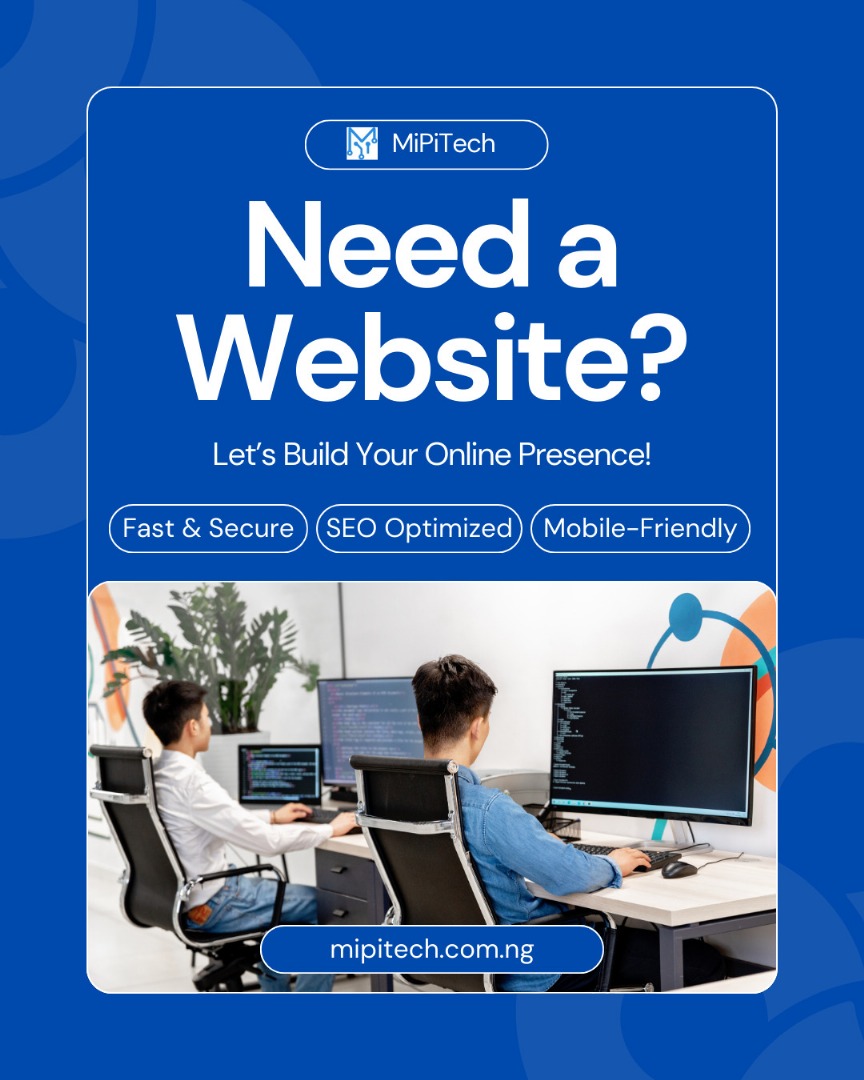 MiPiTech
Need a
Website?
Let’s Build Your Online Presence!
Fast & Secure
SEO Optimized
Mobile-Friendly
mipitech.com.ng